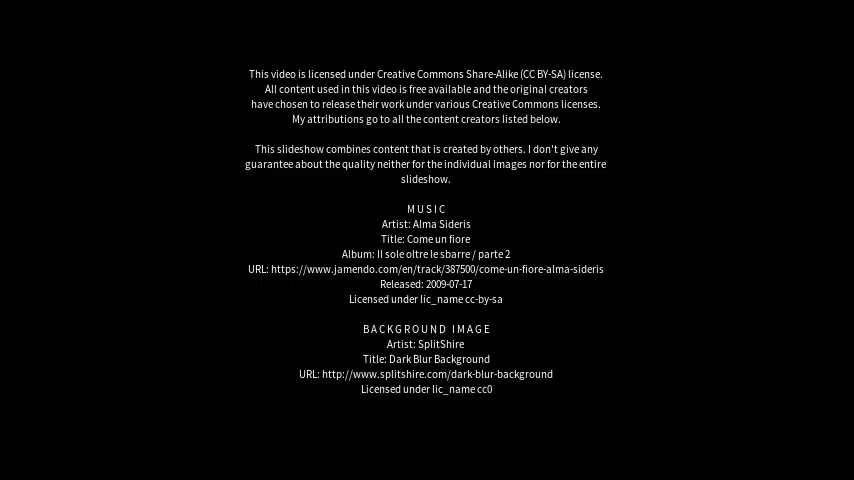 This video is licensed under Creative Commons Share-Alike (CC BY-SA) license.
All content used in this video is free available and the original creators
have chosen to release their work under various Creative Commons licenses.
My attributions go to all the content creators listed below.
This slideshow combines content that is created by others. I don't give any
guarantee about the quality neither for the individual images nor for the entire
slideshow.
MUSIC
Artist: Alma Sideris
Title: Come un fiore
Album: Il sole oltre le sbarre / parte 2
URL: https://www.jamendo.com/en/track/387500/come-un-fiore-alma-sideris
Released: 2009-07-17
Licensed under lic_name cc-by-sa
BACKGROUND IMAGE
Artist: SplitShire
Title: Dark Blur Background
URL: http://www.splitshire.com/dark-blur-background
Licensed under lic_name cc0